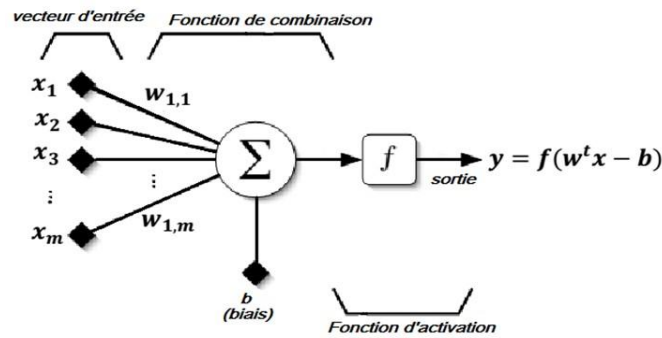 vecteur d'entrée
Fonction de combinaison
x₁
w₁,₁
x₂
x₃
⋮
⋮
xₘ
w₁,ₘ
Σ
f
sortie
y = f(wᵗx − b)
b
(biais)
Fonction d'activation